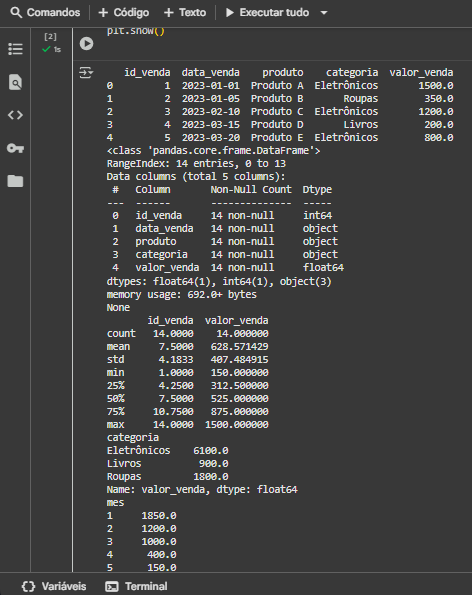 Comandos + Código + Texto Executar tudo
[2]
1s
plt.show()
id_venda data_venda produto categoria valor_venda
0 1 2023-01-01 Produto A Eletrônicos 1500.0
1 2 2023-01-05 Produto B Roupas 350.0
2 3 2023-02-10 Produto C Eletrônicos 1200.0
3 4 2023-03-15 Produto D Livros 200.0
4 5 2023-03-20 Produto E Eletrônicos 800.0
<class 'pandas.core.frame.DataFrame'>
RangeIndex: 14 entries, 0 to 13
Data columns (total 5 columns):
# Column Non-Null Count Dtype
--- ------ -------------- -----
0 id_venda 14 non-null int64
1 data_venda 14 non-null object
2 produto 14 non-null object
3 categoria 14 non-null object
4 valor_venda 14 non-null float64
dtypes: float64(1), int64(1), object(3)
memory usage: 692.0+ bytes
None
id_venda valor_venda
count 14.0000 14.000000
mean 7.5000 628.571429
std 4.1833 407.484915
min 1.0000 150.000000
25% 4.2500 312.500000
50% 7.5000 525.000000
75% 10.7500 875.000000
max 14.0000 1500.000000
categoria
Eletrônicos 6100.0
Livros 900.0
Roupas 1800.0
Name: valor_venda, dtype: float64
mes
1 1850.0
2 1200.0
3 1000.0
4 400.0
5 150.0
Variáveis Terminal